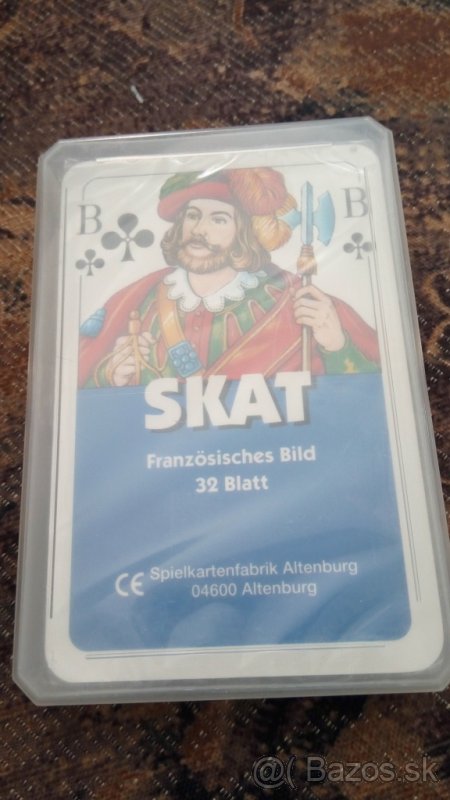 B
B
SKAT
Französisches Bild
32 Blatt
CE Spielkartenfabrik Altenburg
04600 Altenburg
@( Bazos.sk